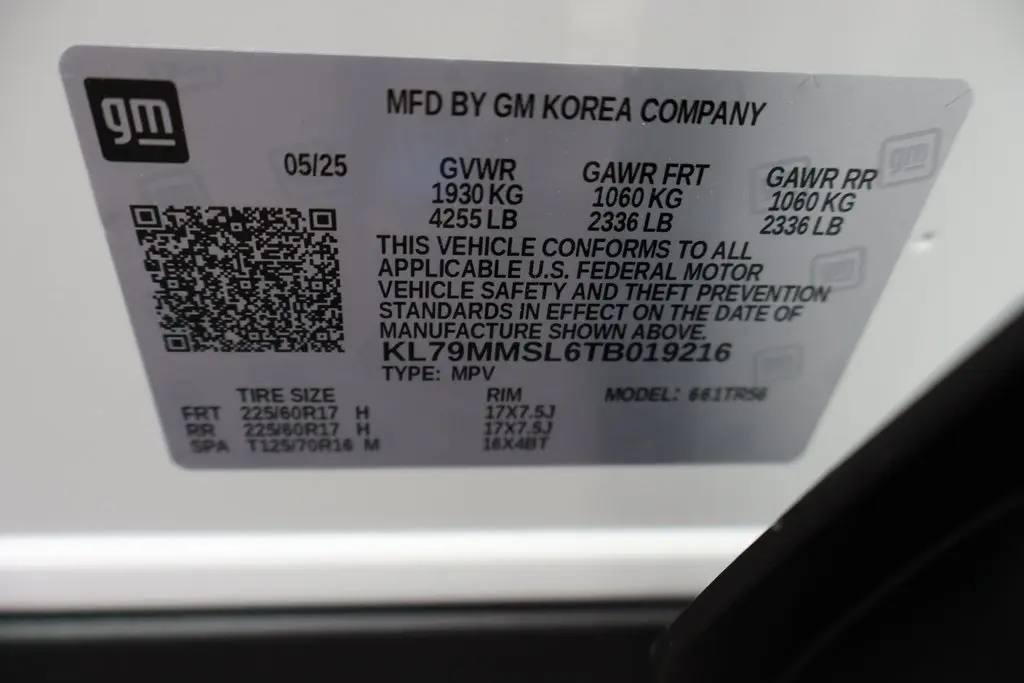 gm
MFD BY GM KOREA COMPANY
05/25 GVWR GAWR FRT GAWR RR
1930 KG 1060 KG 1060 KG
4255 LB 2336 LB 2336 LB
THIS VEHICLE CONFORMS TO ALL
APPLICABLE U.S. FEDERAL MOTOR
VEHICLE SAFETY AND THEFT PREVENTION
STANDARDS IN EFFECT ON THE DATE OF
MANUFACTURE SHOWN ABOVE.
KL79MMSL6TB019216
TYPE: MPV
TIRE SIZE RIM MODEL: 661TR56
FRT 225/60R17 H 17X7.5J
RR 225/60R17 H 17X7.5J
SPA T125/70R16 M 16X4BT